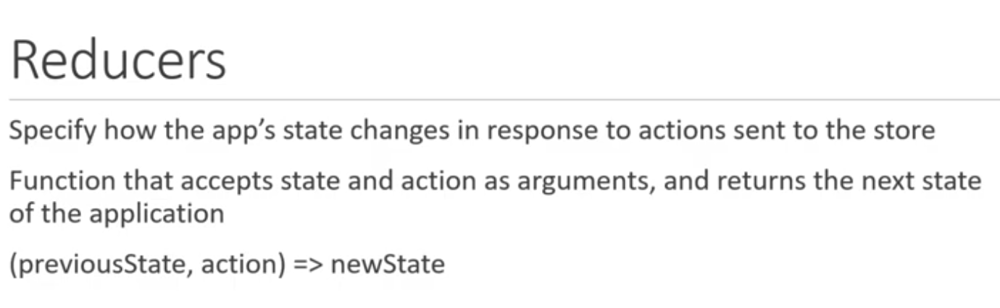 Reducers
Specify how the app’s state changes in response to actions sent to the store
Function that accepts state and action as arguments, and returns the next state
of the application
(previousState, action) => newState